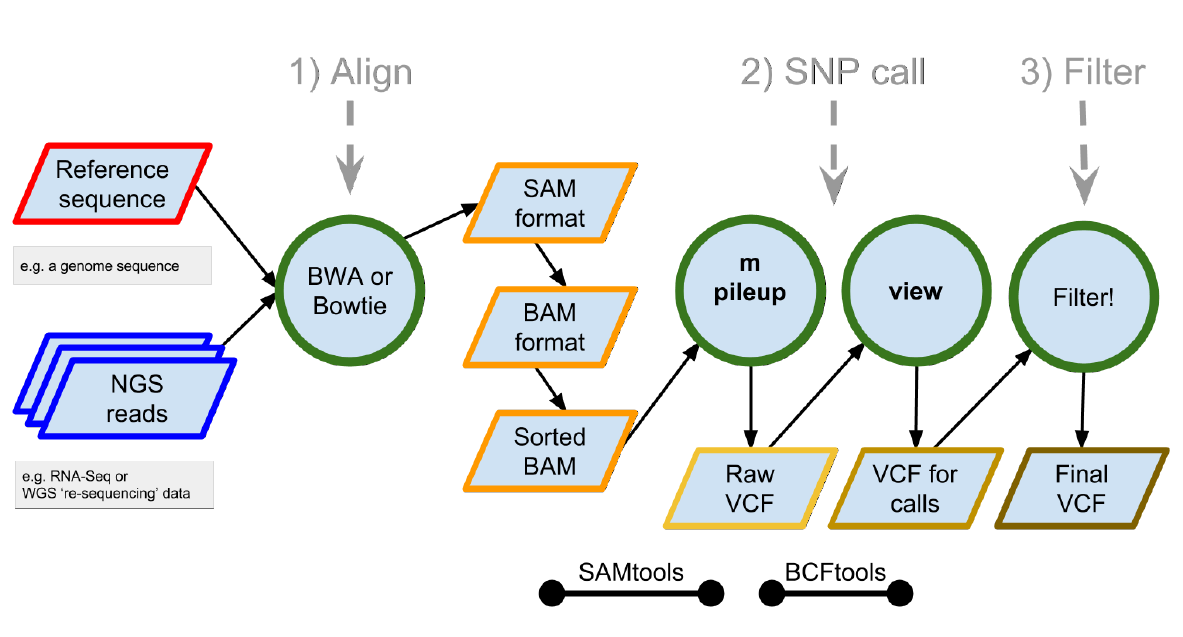 1) Align
2) SNP call
3) Filter
Reference
sequence
e.g. a genome sequence
NGS
reads
e.g. RNA-Seq or
WGS ‘re-sequencing’ data
BWA or
Bowtie
SAM
format
BAM
format
Sorted
BAM
m
pileup
view
Filter!
Raw
VCF
VCF for
calls
Final
VCF
SAMtools
BCFtools